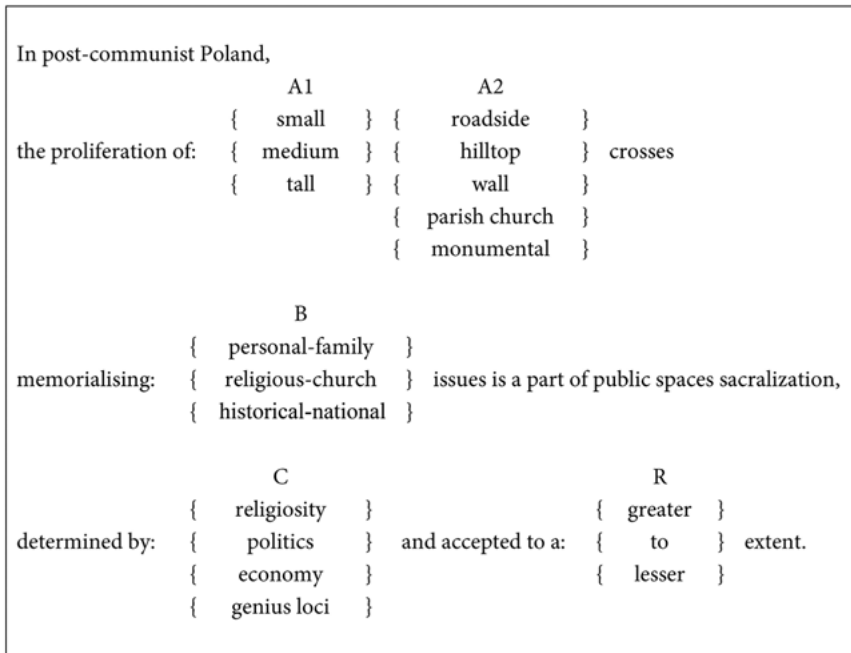 In post-communist Poland,
A1 A2
{ small } { roadside }
the proliferation of: { medium } { hilltop } crosses
{ tall } { wall }
{ parish church }
{ monumental }
B
{ personal-family }
memorialising: { religious-church } issues is a part of public spaces sacralization,
{ historical-national }
C R
{ religiosity } { greater }
determined by: { politics } and accepted to a: { to } extent.
{ economy } { lesser }
{ genius loci }